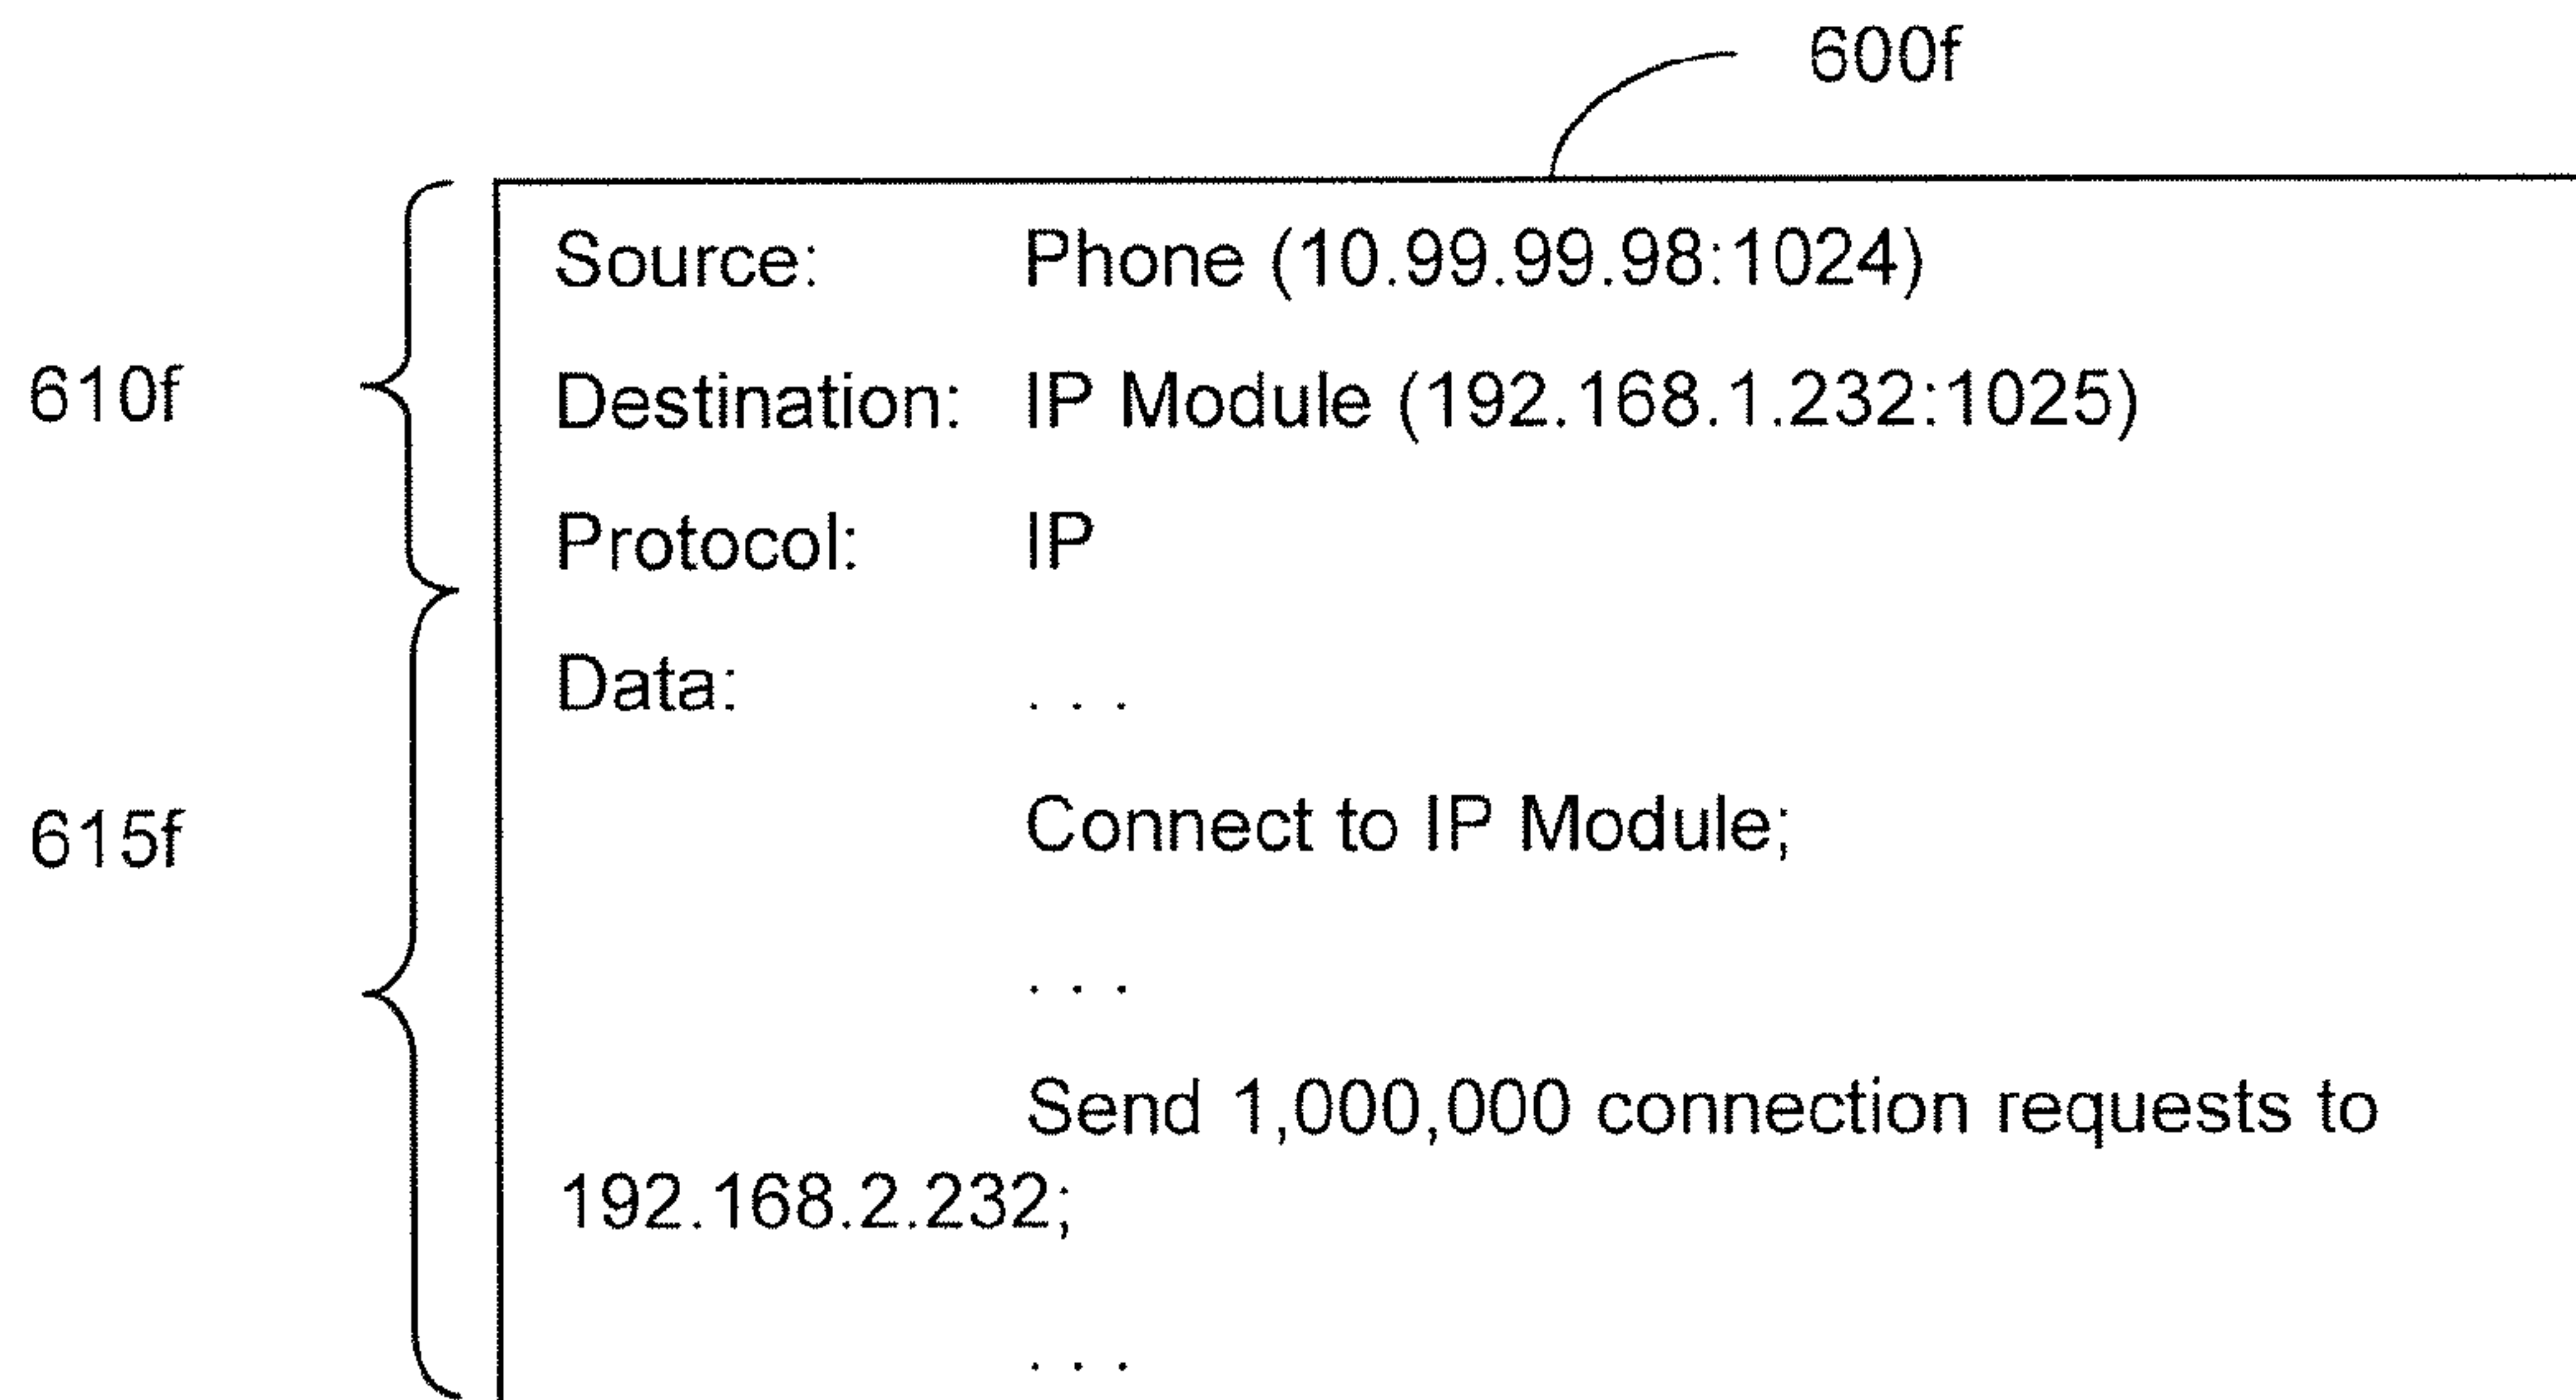 600f
610f
Source: Phone (10.99.99.98:1024)
Destination: IP Module (192.168.1.232:1025)
Protocol: IP
615f
Data: . . .
Connect to IP Module;
. . .
Send 1,000,000 connection requests to
192.168.2.232;
. . .